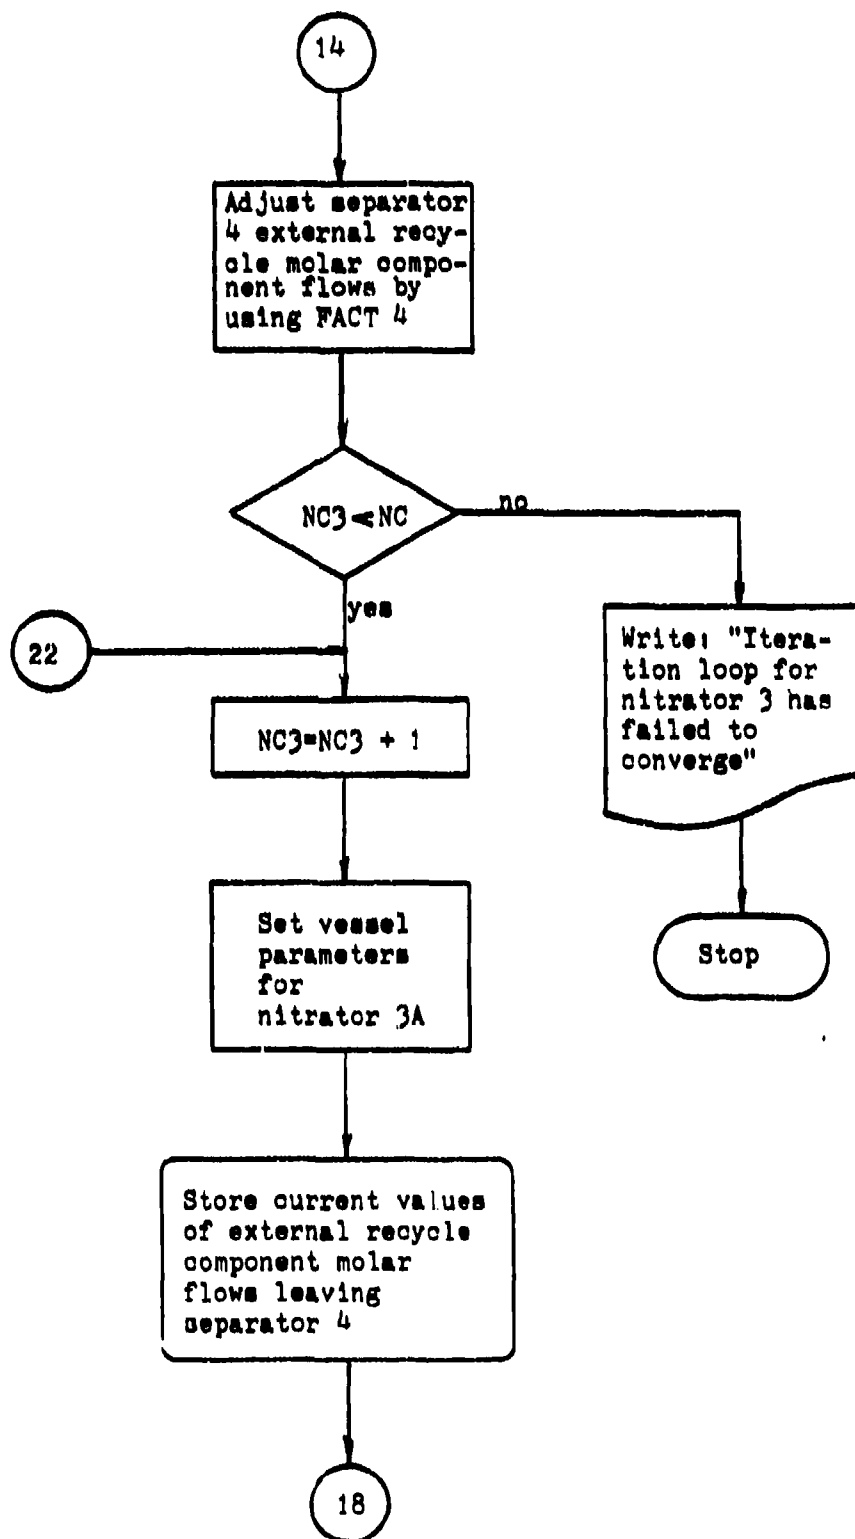 14
Adjust separator
4 external recy-
cle molar compo-
nent flows by
using FACT 4
NC3<NC
no
yes
22
Write: "Itera-
tion loop for
nitrator 3 has
failed to
converge"
NC3=NC3 + 1
Set vessel
parameters
for
nitrator 3A
Stop
Store current values
of external recycle
component molar
flows leaving
separator 4
18